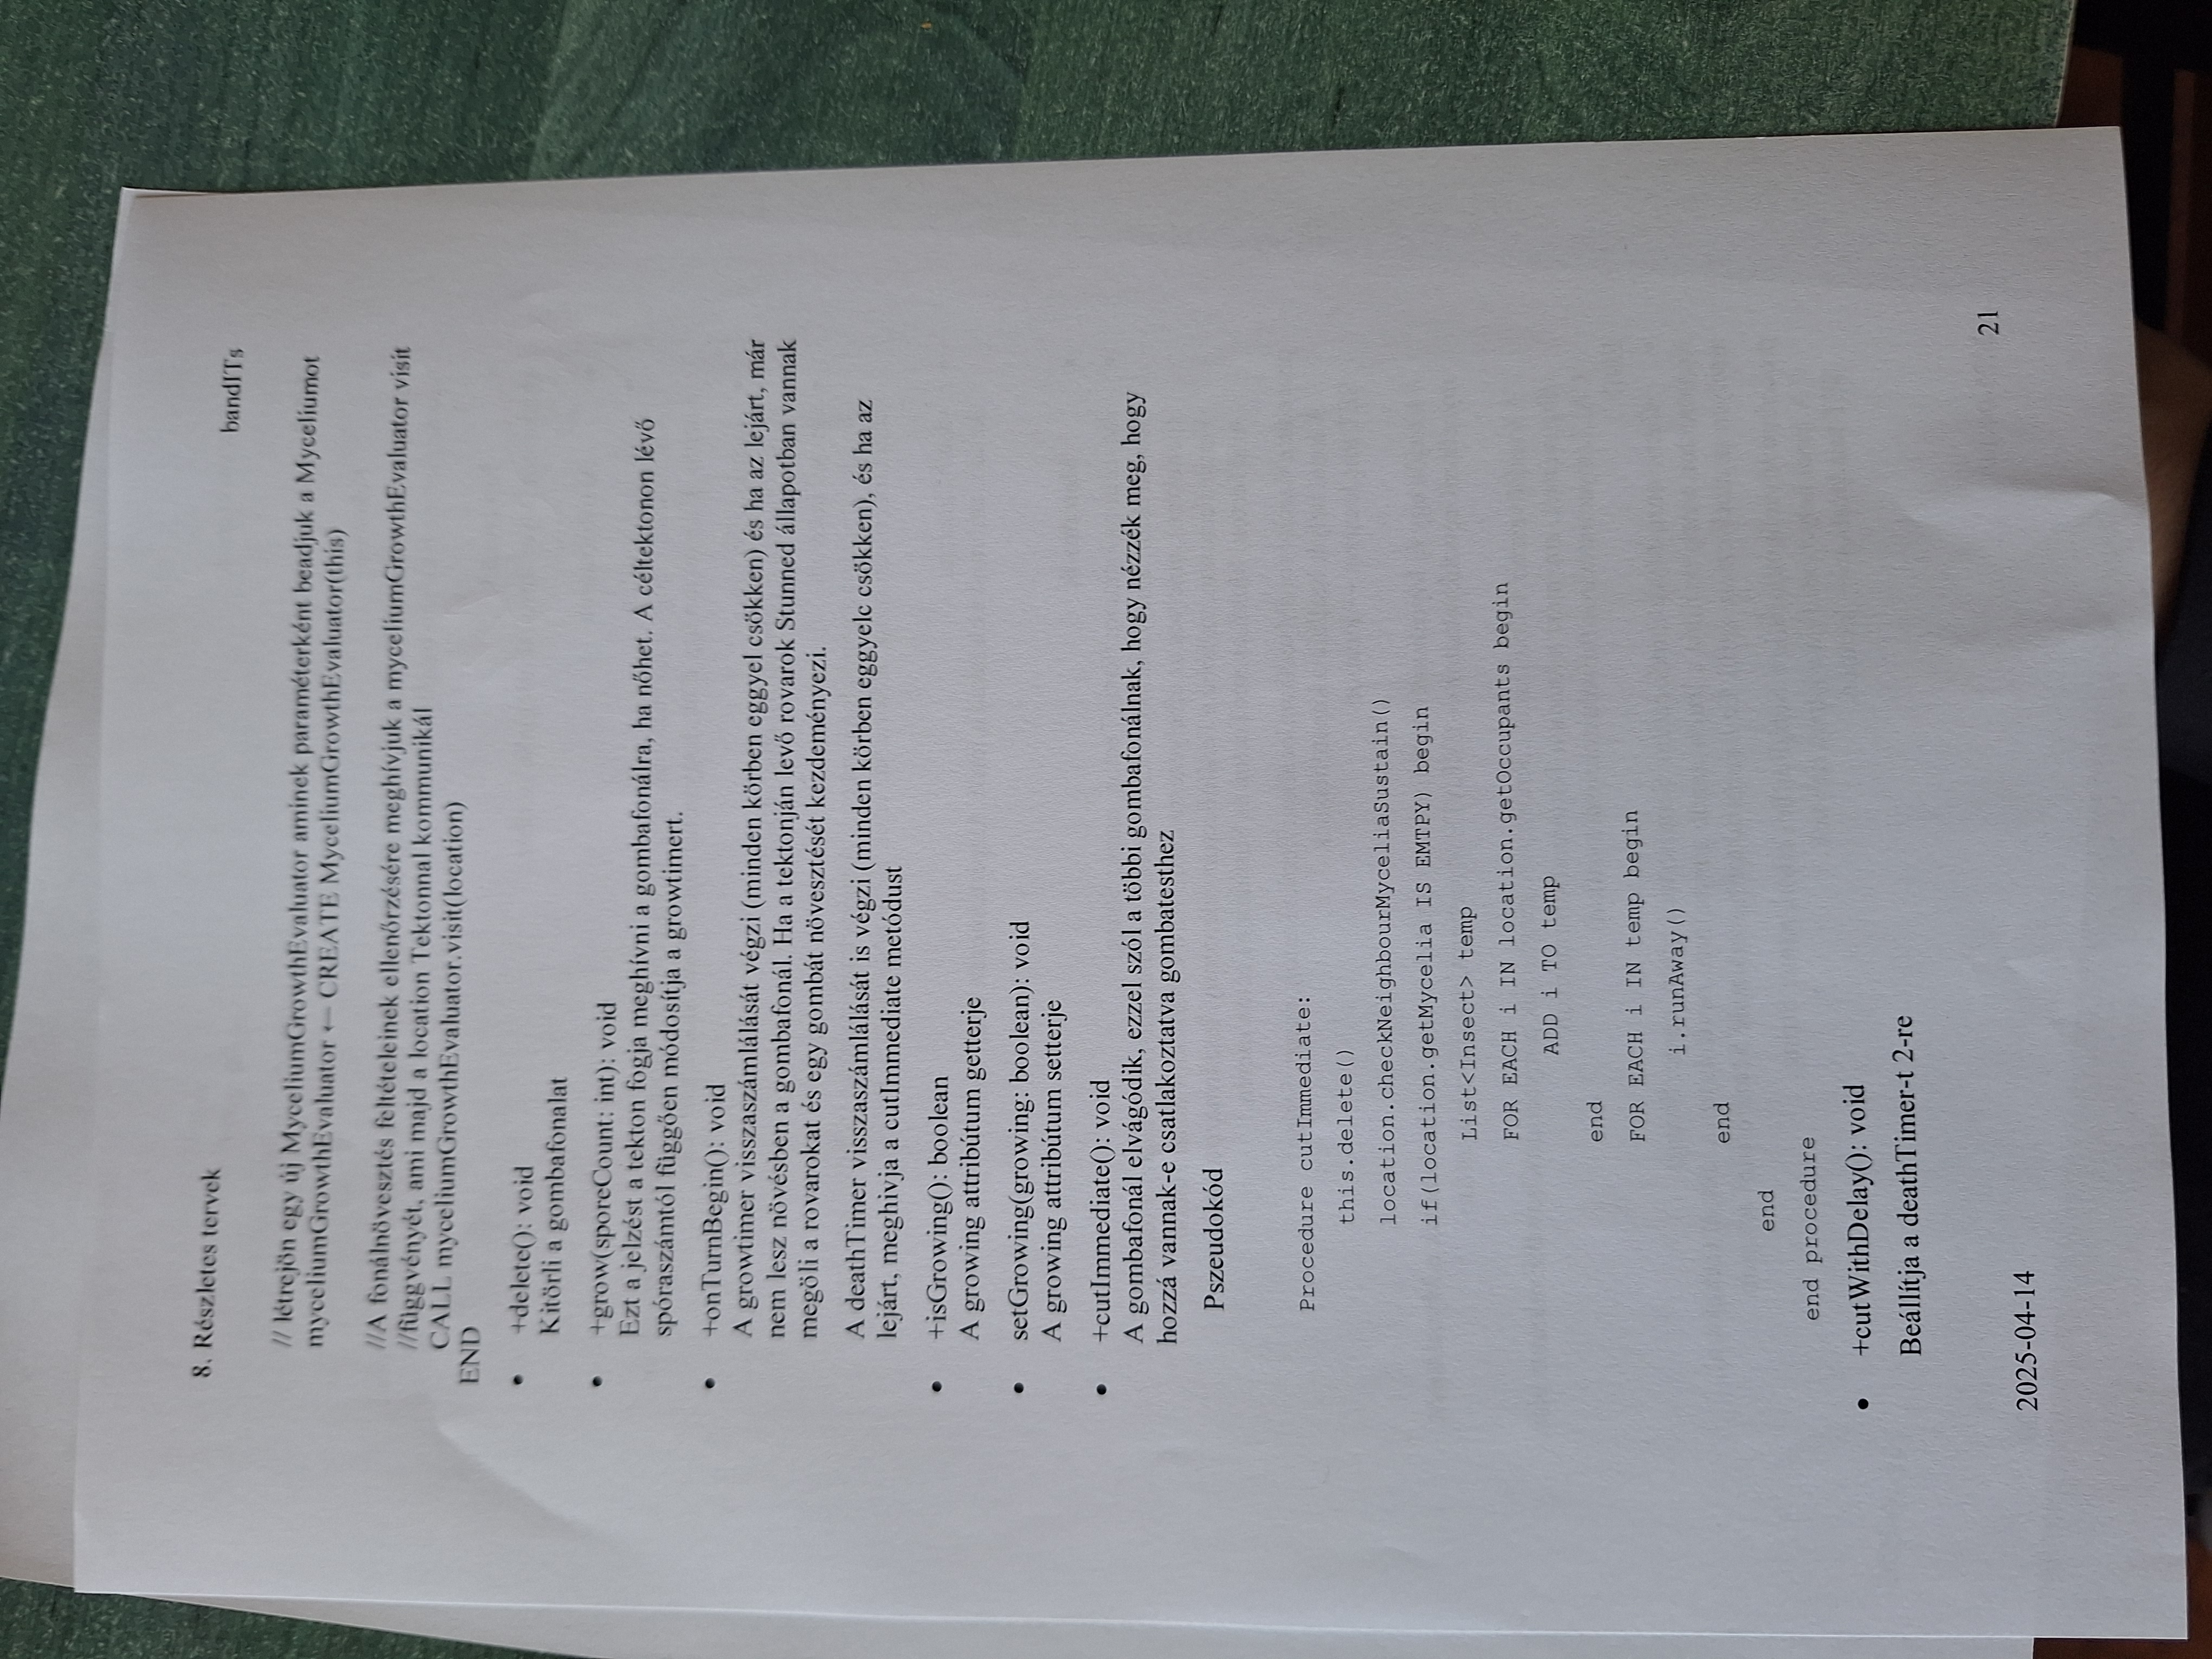 8. Részletes tervek
bandITs
// létrejön egy új MyceliumGrowthEvaluator aminek paraméterként beadjuk a Myceliumot
myceliumGrowthEvaluator ← CREATE MyceliumGrowthEvaluator(this)
//A fonálnövesztés feltételeinek ellenőrzésére meghívjuk a myceliumGrowthEvaluator visit
//függvényét, ami majd a location Tektonnal kommunikál
CALL myceliumGrowthEvaluator.visit(location)
END
• +delete(): void
Kitörli a gombafonalat
• +grow(sporeCount: int): void
Ezt a jelzést a tekton fogja meghívni a gombafonálra, ha nőhet. A céltektonon lévő
spóraszámtól függően módosítja a growtimert.
• +onTurnBegin(): void
A growtimer visszaszámlálását végzi (minden körben eggyel csökken) és ha az lejárt, már
nem lesz növésben a gombafonál. Ha a tektonján levő rovarok Stunned állapotban vannak
megöli a rovarokat és egy gombát növesztését kezdeményezi.
A deathTimer visszaszámlálását is végzi (minden körben eggyelc csökken), és ha az
lejárt, meghivja a cutImmediate metódust
• +isGrowing(): boolean
A growing attribútum getterje
• setGrowing(growing: boolean): void
A growing attribútum setterje
• +cutImmediate(): void
A gombafonál elvágódik, ezzel szól a többi gombafonálnak, hogy nézzék meg, hogy
hozzá vannak-e csatlakoztatva gombatesthez
Pszeudokód
Procedure cutImmediate:
this.delete()
location.checkNeighbourMyceliaSustain()
if(location.getMycelia IS EMTPY) begin
List<Insect> temp
FOR EACH i IN location.getOccupants begin
ADD i TO temp
end
FOR EACH i IN temp begin
i.runAway()
end
end
end procedure
• +cutWithDelay(): void
Beállítja a deathTimer-t 2-re
21
2025-04-14